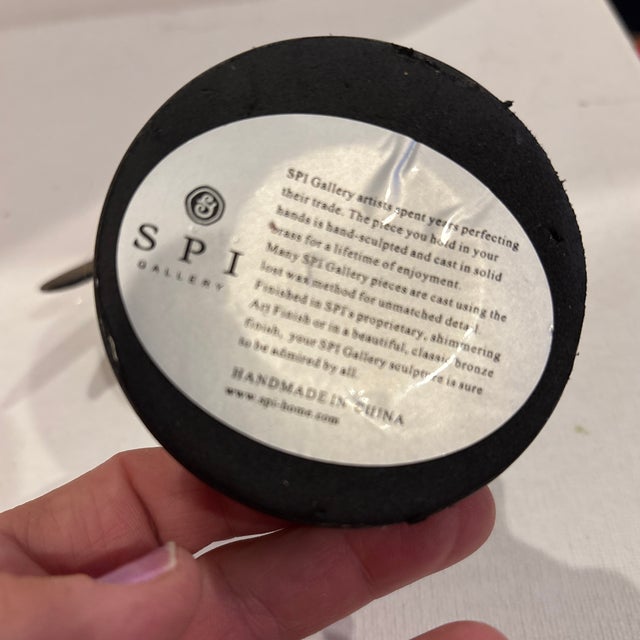 SPI
GALLERY
SPI Gallery artists spent years perfecting
their trade. The piece you hold in your
hands is hand-sculpted and cast in solid
brass for a lifetime of enjoyment.
Many SPI Gallery pieces are cast using the
lost wax method for unmatched detail.
Finished in SPI's proprietary, shimmering
Art Finish or in a beautiful, classic bronze
finish, your SPI Gallery sculpture is sure
to be admired by all.
HANDMADE IN CHINA
www.spi-home.com